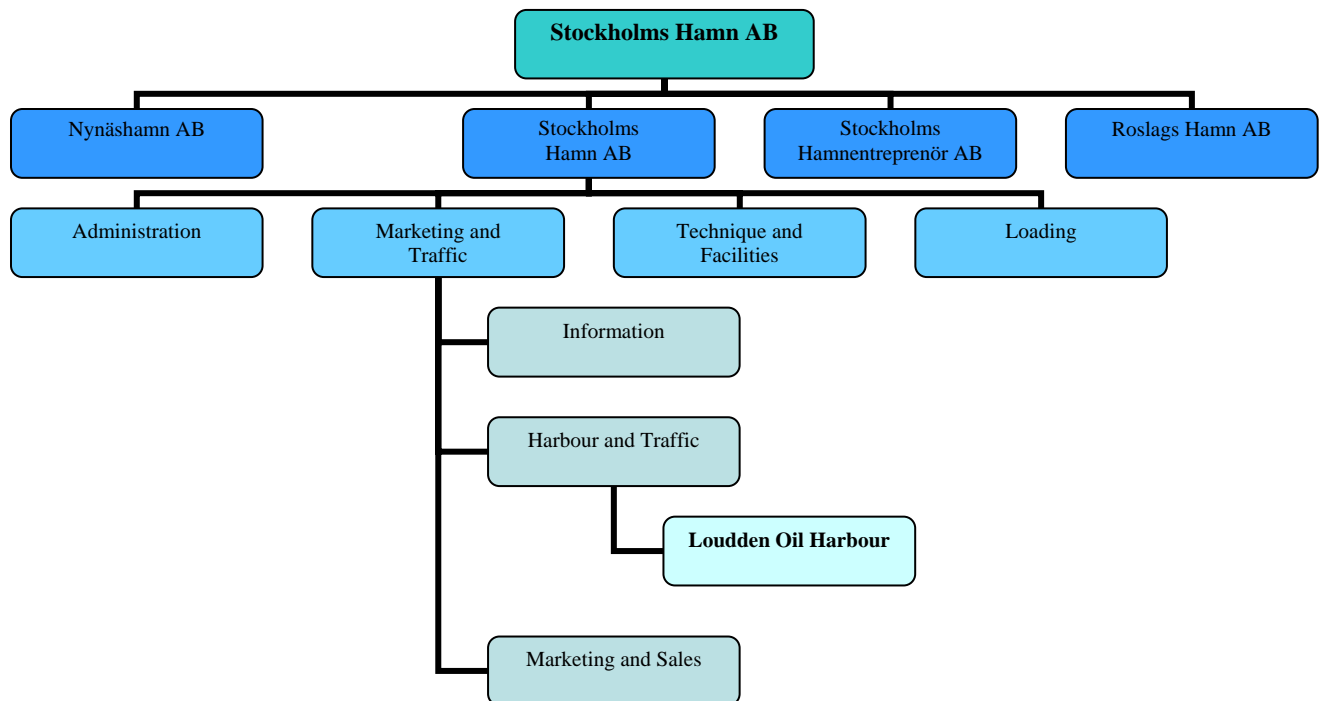 Stockholms Hamn AB
Nynäshamn AB
Stockholms
Hamn AB
Stockholms
Hamnentreprenör AB
Roslags Hamn AB
Administration
Marketing and
Traffic
Technique and
Facilities
Loading
Information
Harbour and Traffic
Loudden Oil Harbour
Marketing and Sales